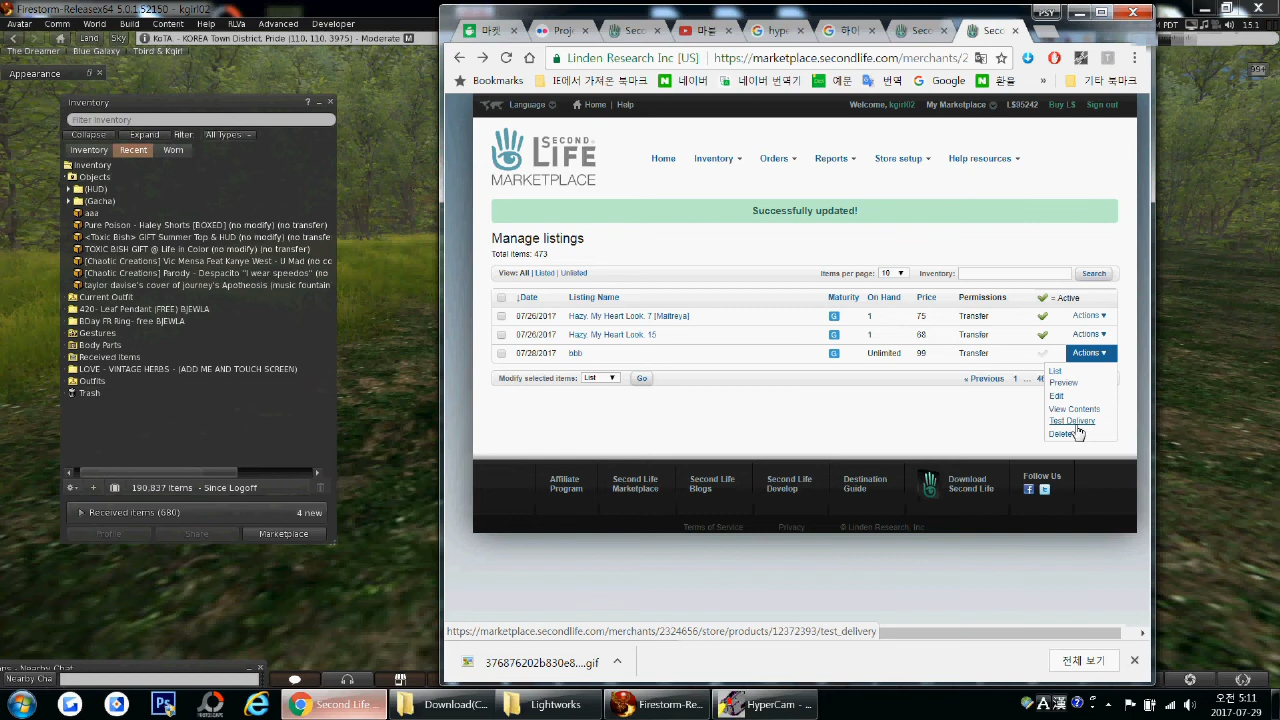 Firestorm-Releasex64 5.0.1.52150 - kgirl02
Avatar Comm World Build Content Help RLVa Advanced Developer
Land Sky KoTA. - KOREA Town District. Pride (110, 110, 3975) - Moderate
The Dreamer Blue Galaxy Tbird & Kgirl
Appearance
Inventory
Filter Inventory
Collapse Expand Filter All Types
Inventory Recent Worn
Inventory
Objects
(HUD)
(Gacha)
aaa
Pure Poison - Haley Shorts [BOXED] (no modify) (no transfer)
<Toxic Bish> GIFT Summer Top & HUD (no modify) (no transfe
TOXIC BISH GIFT @ Life in Color (no modify) (no transfer)
[Chaotic Creations] Vic Mensa Feat Kanye West - U Mad (no co
[Chaotic Creations] Parody - Despacito "I wear speedos" (no
taylor davise's cover of journey's Apotheosis (music fountain
Current Outfit
420- Leaf Pendant (FREE) BJEWLA
BDay FR Ring- free BJEWLA
Gestures
Body Parts
Received Items
LOVE - VINTAGE HERBS - (ADD ME AND TOUCH SCREEN)
Outfits
Trash
190,837 Items - Since Logoff
Received items (680) 4 new
Profile Share Marketplace
Nearby Chat
Nearby Cha
PSY
마켓 Proje Seco 마블 hype 하이 Seco Seco
Linden Research Inc [US] https://marketplace.secondlife.com/merchants/2
Bookmarks IE에서 가져온 북마크 네이버 네이버 번역기 예문 번역 Google 환율 » 기타 북마크
Language Home Help Welcome, kgirl02 My Marketplace L$95242 Buy L$ Sign out
SECOND LIFE
MARKETPLACE
Home Inventory Orders Reports Store setup Help resources
Successfully updated!
Manage listings
Total items: 473
View: All | Listed | Unlisted Items per page: 10 Inventory: Search
↓Date Listing Name Maturity On Hand Price Permissions = Active
07/26/2017 Hazy. My Heart Look. 7 [Maitreya] G 1 75 Transfer Actions
07/26/2017 Hazy. My Heart Look. 15 G 1 68 Transfer Actions
07/28/2017 bbb G Unlimited 99 Transfer Actions
Modify selected items: List Go « Previous 1 ...
List
Preview
Edit
View Contents
Test Delivery
Delete
Affiliate Program
Second Life Marketplace
Second Life Blogs
Second Life Develop
Destination Guide
Download Second Life
Follow Us
Terms of Service Privacy © Linden Research, Inc
https://marketplace.secondlife.com/merchants/2324656/store/products/12372393/test_delivery
376876202b830e8....gif 전체 보기
PDT 15.1
99+
Second Life ... Download(C... Lightworks Firestorm-Re... HyperCam - ...
오전 5:11
2017-07-29